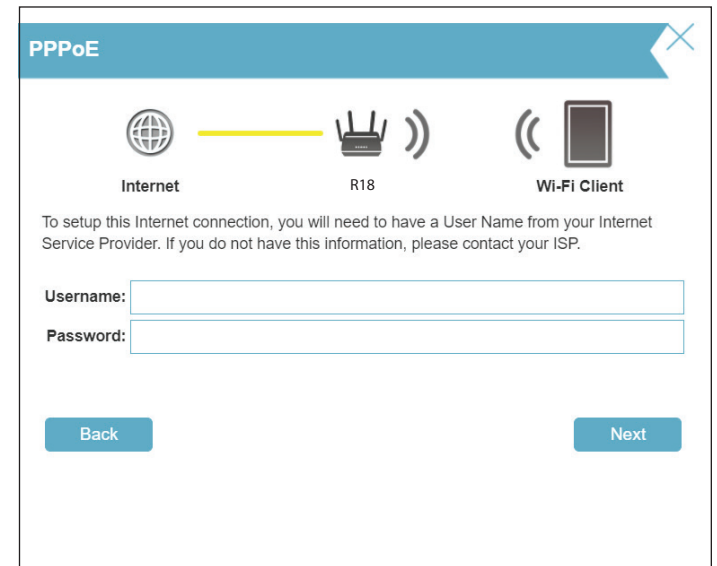 PPPoE
Internet
R18
Wi-Fi Client
To setup this Internet connection, you will need to have a User Name from your Internet
Service Provider. If you do not have this information, please contact your ISP.
Username:
Password:
Back
Next